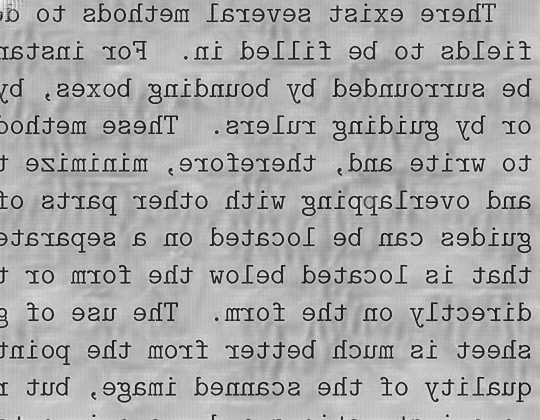 There exist several methods to de
fields to be filled in. For instan
be surrounded by bounding boxes, by
or by guiding rulers. These method
to write and, therefore, minimize t
and overlapping with other parts of
guides can be located on a separate
that is located below the form or t
directly on the form. The use of g
sheet is much better from the point
quality of the scanned image, but r